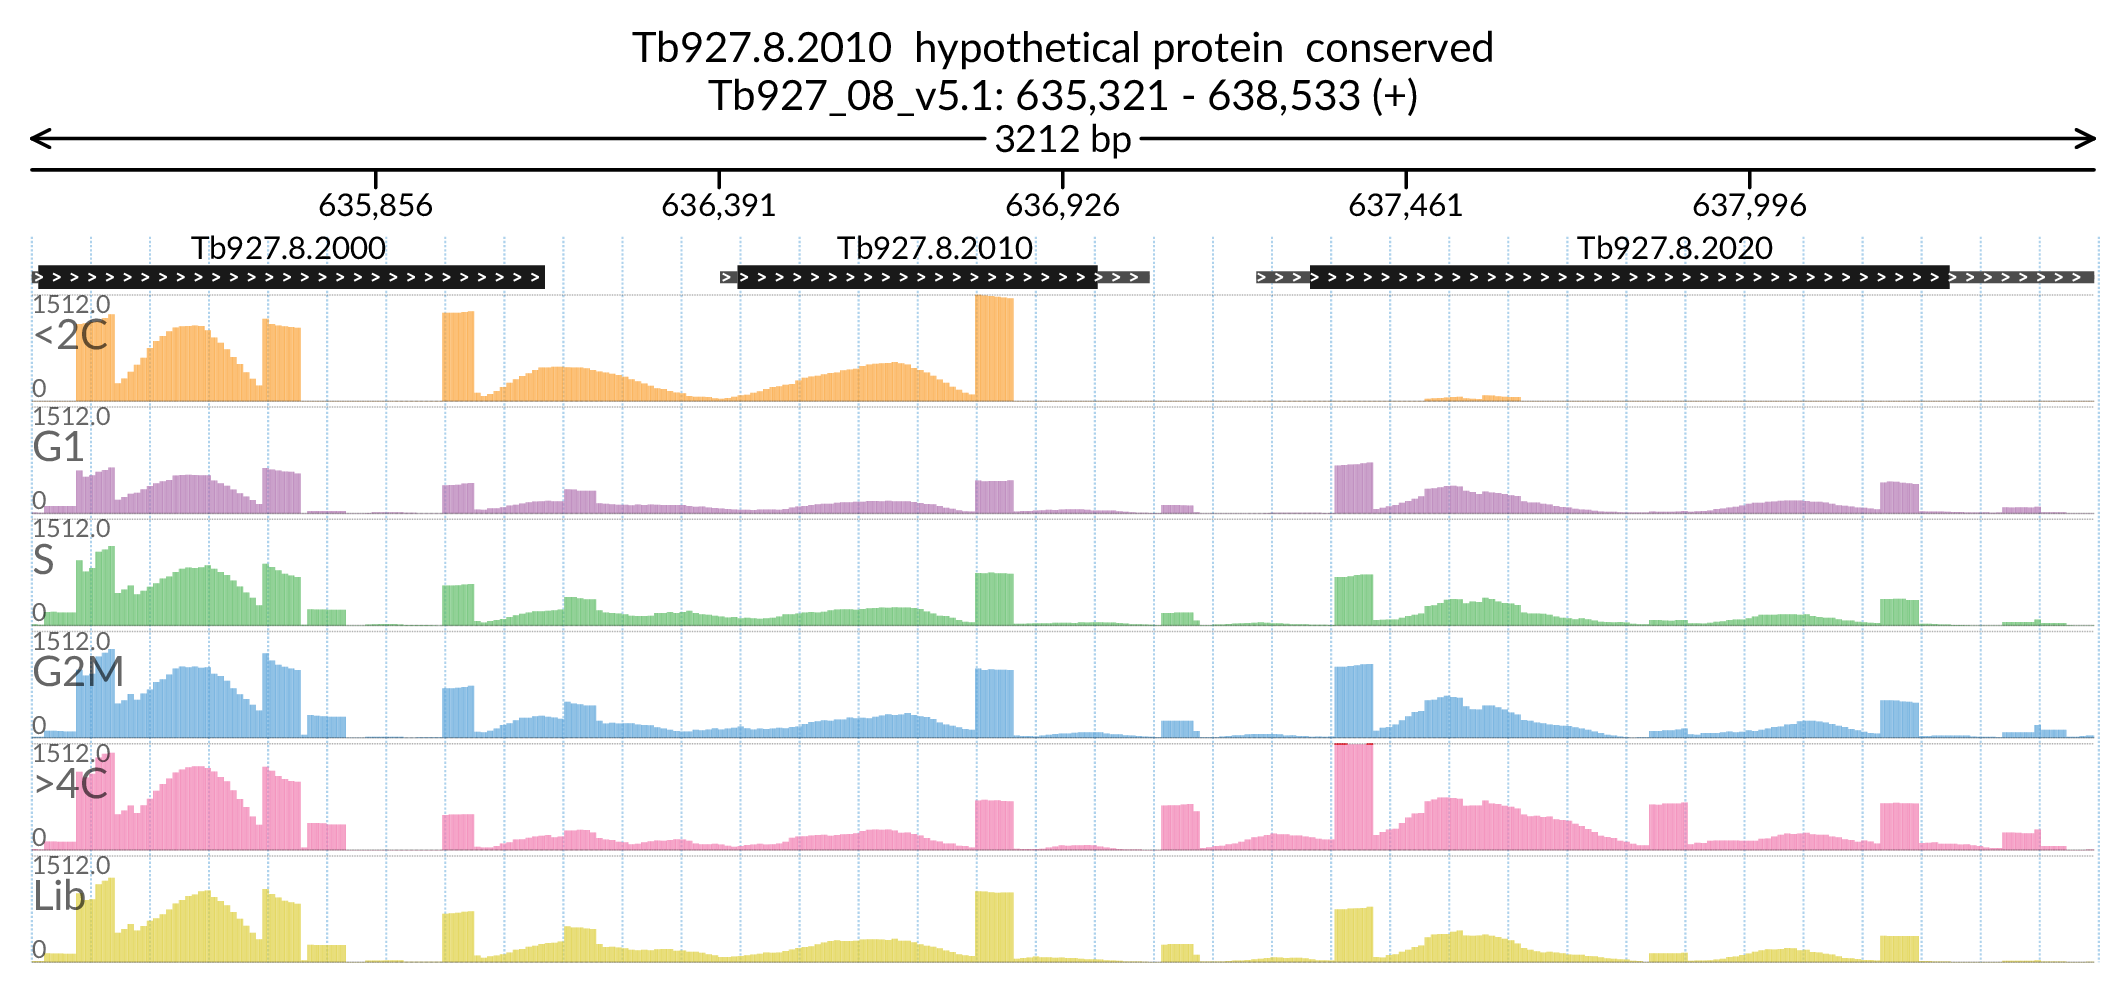 Tb927.8.2010  hypothetical protein  conserved
Tb927_08_v5.1: 635,321 - 638,533 (+)
3212 bp
635,856 636,391 636,926 637,461 637,996
Tb927.8.2000 Tb927.8.2010 Tb927.8.2020
1512.0
<2C
0
1512.0
G1
0
1512.0
S
0
1512.0
G2M
0
1512.0
>4C
0
1512.0
Lib
0